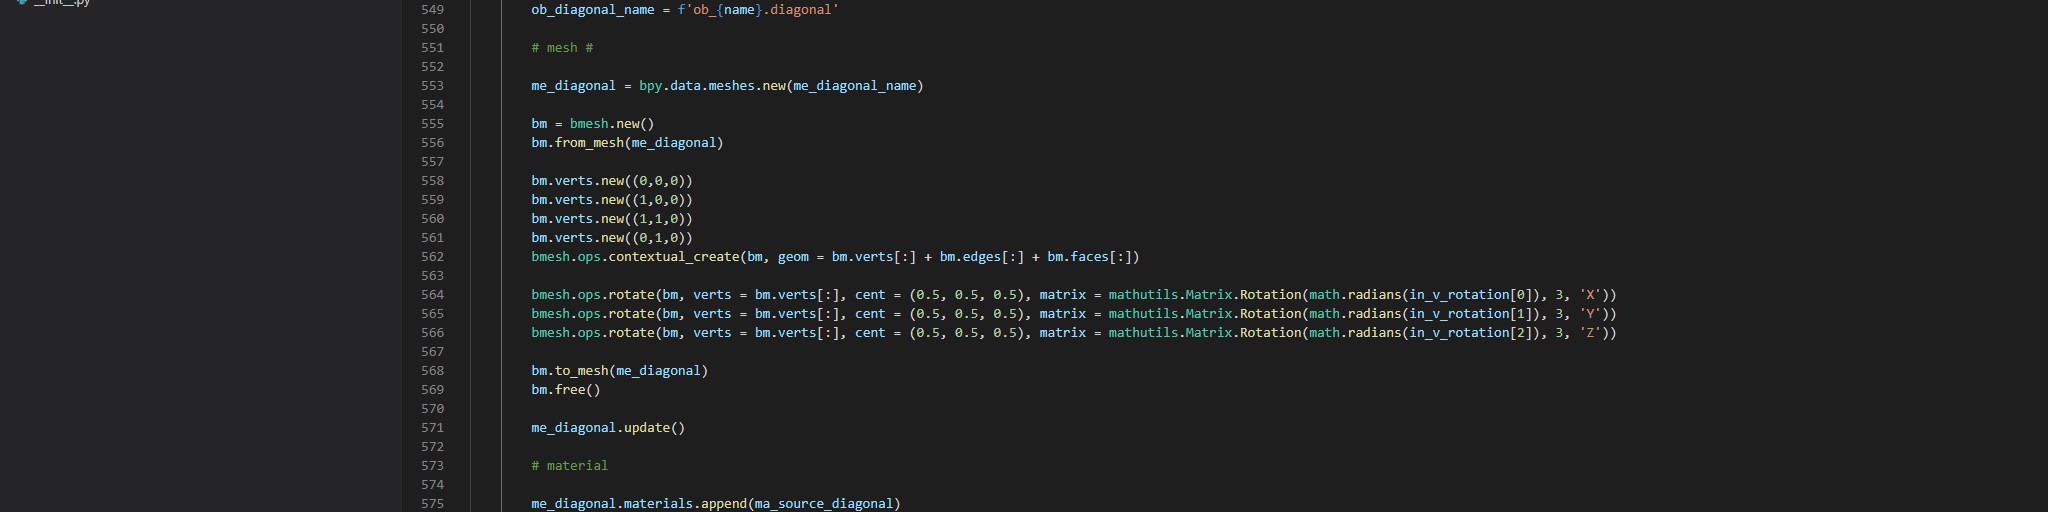 __init__.py
549 ob_diagonal_name = f'ob_{name}.diagonal'
550
551 # mesh #
552
553 me_diagonal = bpy.data.meshes.new(me_diagonal_name)
554
555 bm = bmesh.new()
556 bm.from_mesh(me_diagonal)
557
558 bm.verts.new((0,0,0))
559 bm.verts.new((1,0,0))
560 bm.verts.new((1,1,0))
561 bm.verts.new((0,1,0))
562 bmesh.ops.contextual_create(bm, geom = bm.verts[:] + bm.edges[:] + bm.faces[:])
563
564 bmesh.ops.rotate(bm, verts = bm.verts[:], cent = (0.5, 0.5, 0.5), matrix = mathutils.Matrix.Rotation(math.radians(in_v_rotation[0]), 3, 'X'))
565 bmesh.ops.rotate(bm, verts = bm.verts[:], cent = (0.5, 0.5, 0.5), matrix = mathutils.Matrix.Rotation(math.radians(in_v_rotation[1]), 3, 'Y'))
566 bmesh.ops.rotate(bm, verts = bm.verts[:], cent = (0.5, 0.5, 0.5), matrix = mathutils.Matrix.Rotation(math.radians(in_v_rotation[2]), 3, 'Z'))
567
568 bm.to_mesh(me_diagonal)
569 bm.free()
570
571 me_diagonal.update()
572
573 # material
574
575 me_diagonal.materials.append(ma_source_diagonal)